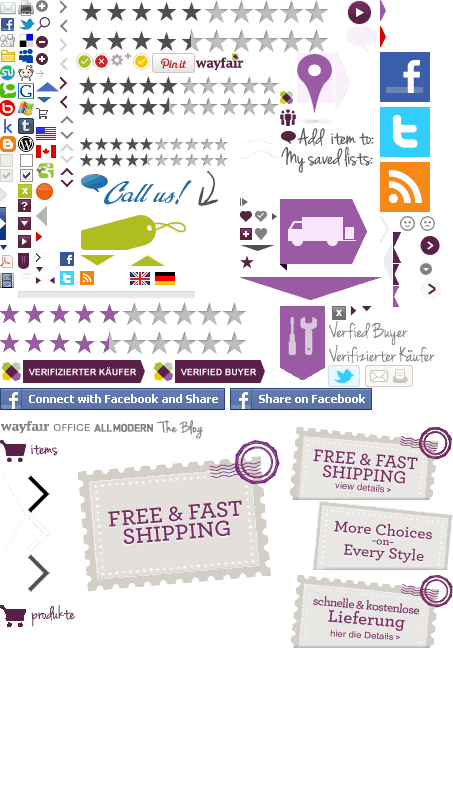 Pin it
wayfair
Add item to:
My saved lists:
Call us!
Verfied Buyer
Verifizierter Käufer
VERIFIZIERTER KÄUFER
VERIFIED BUYER
Connect with Facebook and Share
Share on Facebook
wayfair OFFICE ALLMODERN The Blog
items
FREE & FAST
SHIPPING
FREE & FAST
SHIPPING
view details >
More Choices
-on-
Every Style
schnelle & kostenlose
Lieferung
hier die Details >
produkte